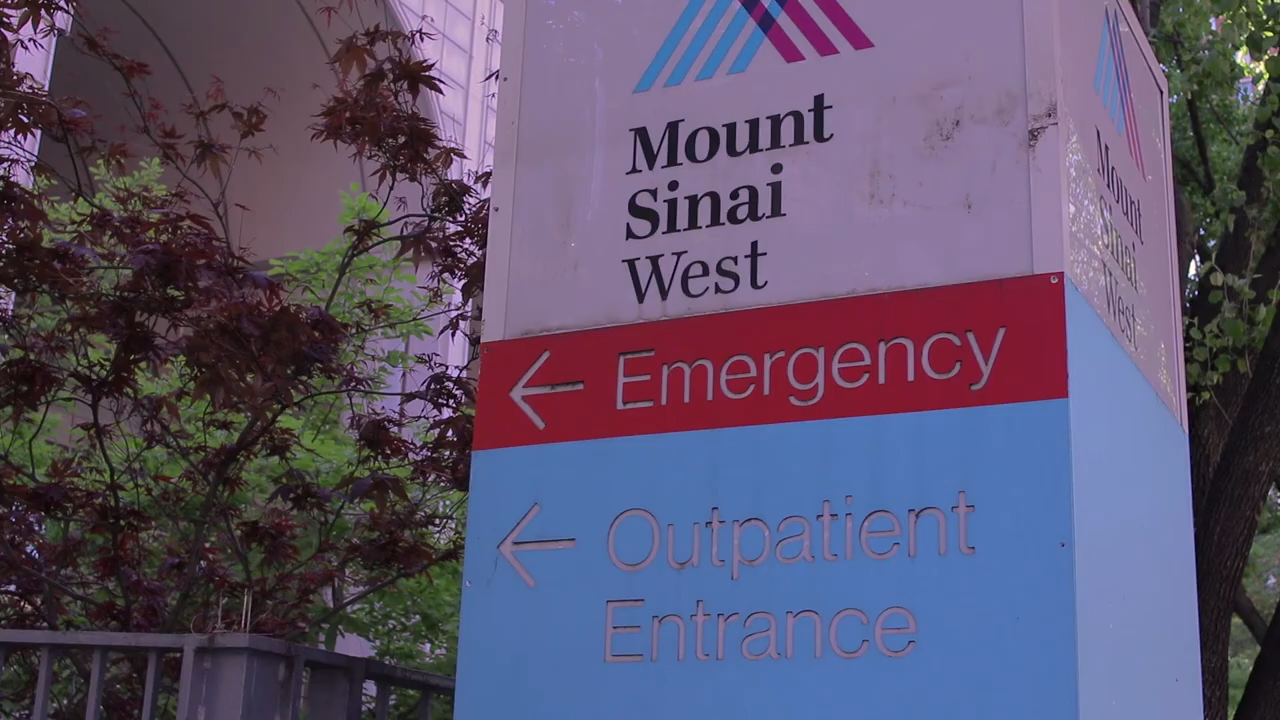 Mount
Sinai
West
Emergency
Outpatient
Entrance
Mount
Sinai
West